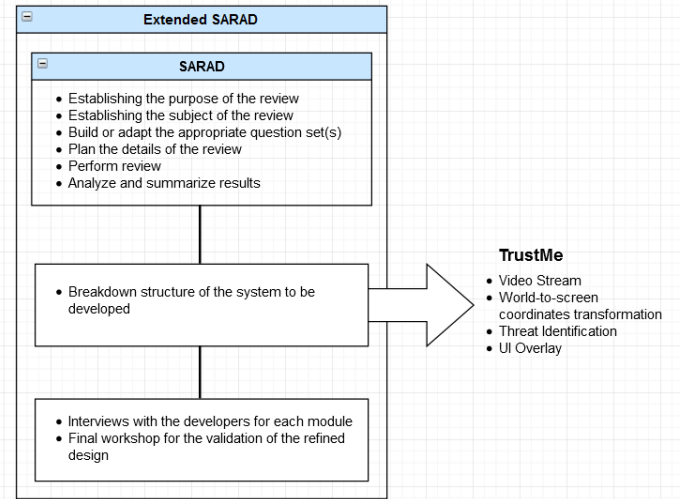 Extended SARAD
SARAD
• Establishing the purpose of the review
• Establishing the subject of the review
• Build or adapt the appropriate question set(s)
• Plan the details of the review
• Perform review
• Analyze and summarize results
• Breakdown structure of the system to be
developed
TrustMe
• Video Stream
• World-to-screen
coordinates transformation
• Threat Identification
• UI Overlay
• Interviews with the developers for each module
• Final workshop for the validation of the refined
design